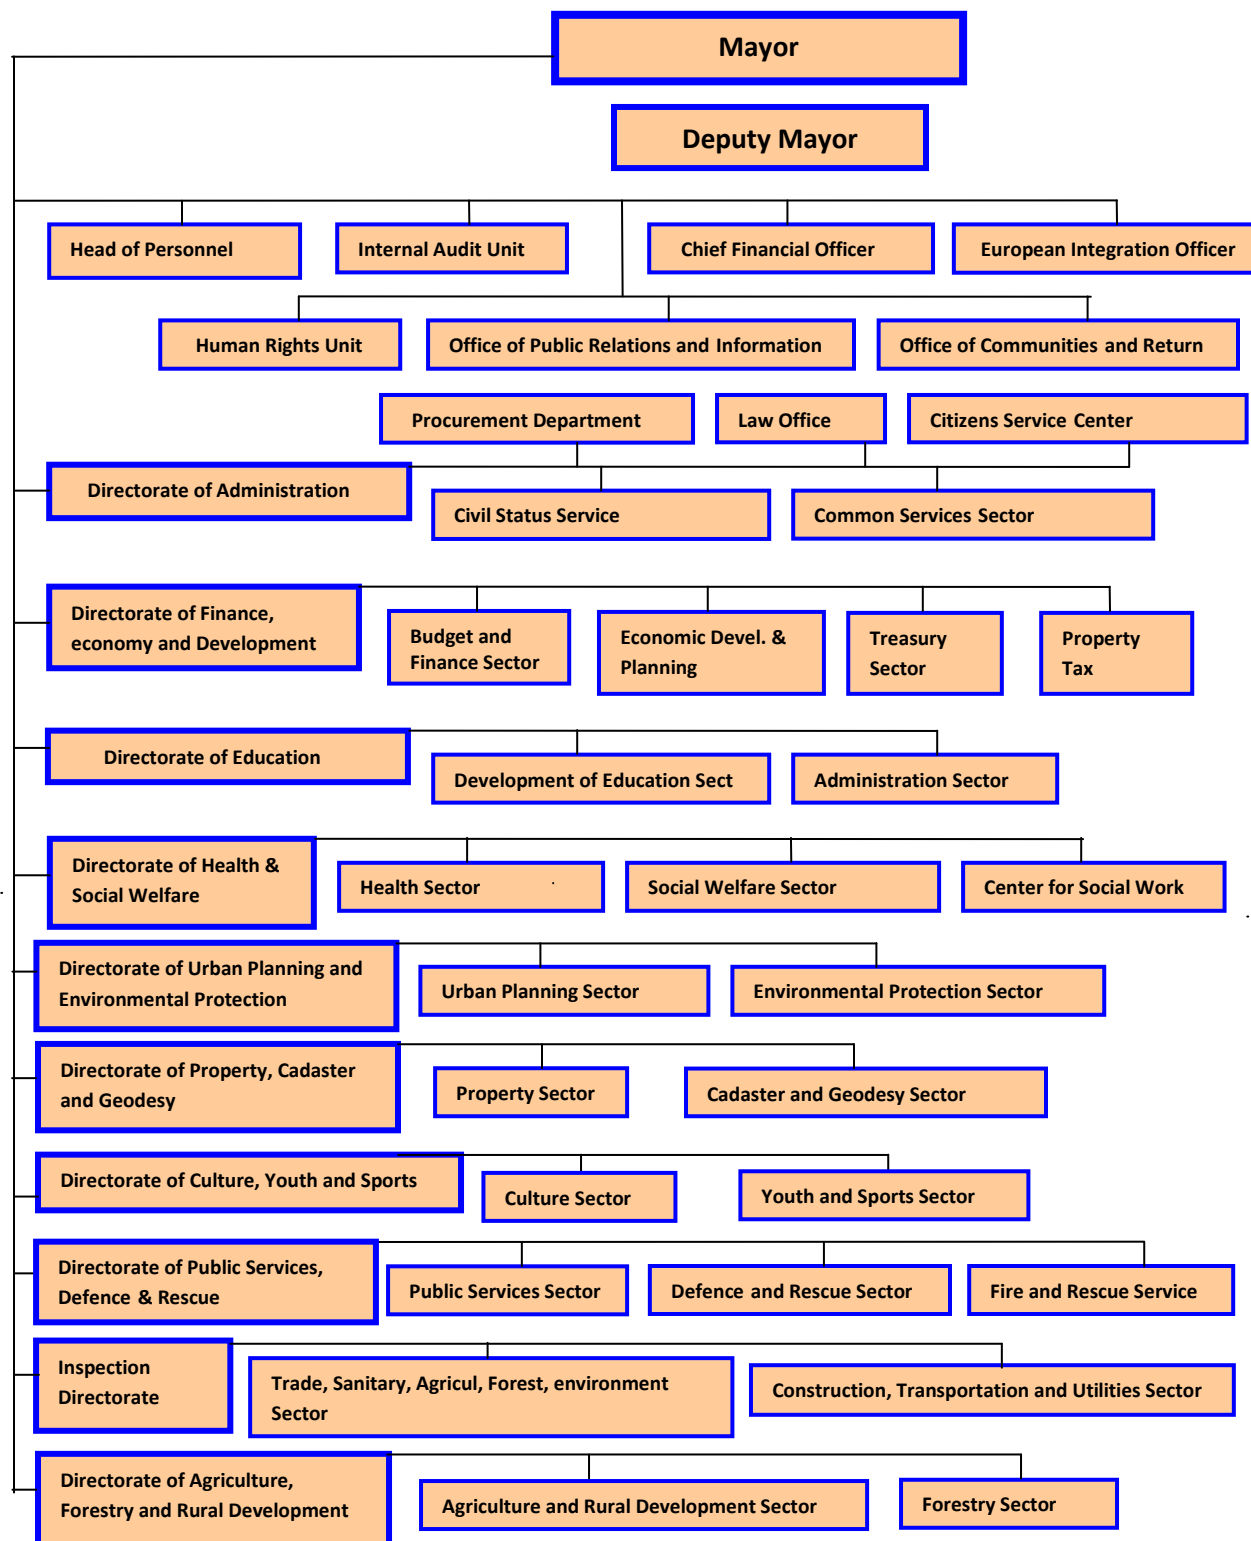 Mayor
Deputy Mayor
Head of Personnel
Internal Audit Unit
Chief Financial Officer
European Integration Officer
Human Rights Unit
Office of Public Relations and Information
Office of Communities and Return
Procurement Department
Law Office
Citizens Service Center
Directorate of Administration
Civil Status Service
Common Services Sector
Directorate of Finance,
economy and Development
Budget and
Finance Sector
Economic Devel. &
Planning
Treasury
Sector
Property
Tax
Directorate of Education
Development of Education Sect
Administration Sector
Directorate of Health &
Social Welfare
Health Sector
Social Welfare Sector
Center for Social Work
Directorate of Urban Planning and
Environmental Protection
Urban Planning Sector
Environmental Protection Sector
Directorate of Property, Cadaster
and Geodesy
Property Sector
Cadaster and Geodesy Sector
Directorate of Culture, Youth and Sports
Culture Sector
Youth and Sports Sector
Directorate of Public Services,
Defence & Rescue
Public Services Sector
Defence and Rescue Sector
Fire and Rescue Service
Inspection
Directorate
Trade, Sanitary, Agricul, Forest, environment
Sector
Construction, Transportation and Utilities Sector
Directorate of Agriculture,
Forestry and Rural Development
Agriculture and Rural Development Sector
Forestry Sector